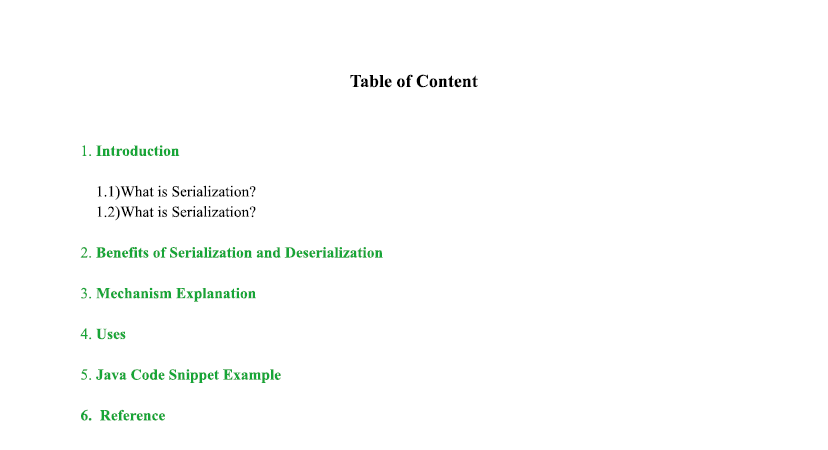 Table of Content
1. Introduction
1.1)What is Serialization?
1.2)What is Serialization?
2. Benefits of Serialization and Deserialization
3. Mechanism Explanation
4. Uses
5. Java Code Snippet Example
6. Reference